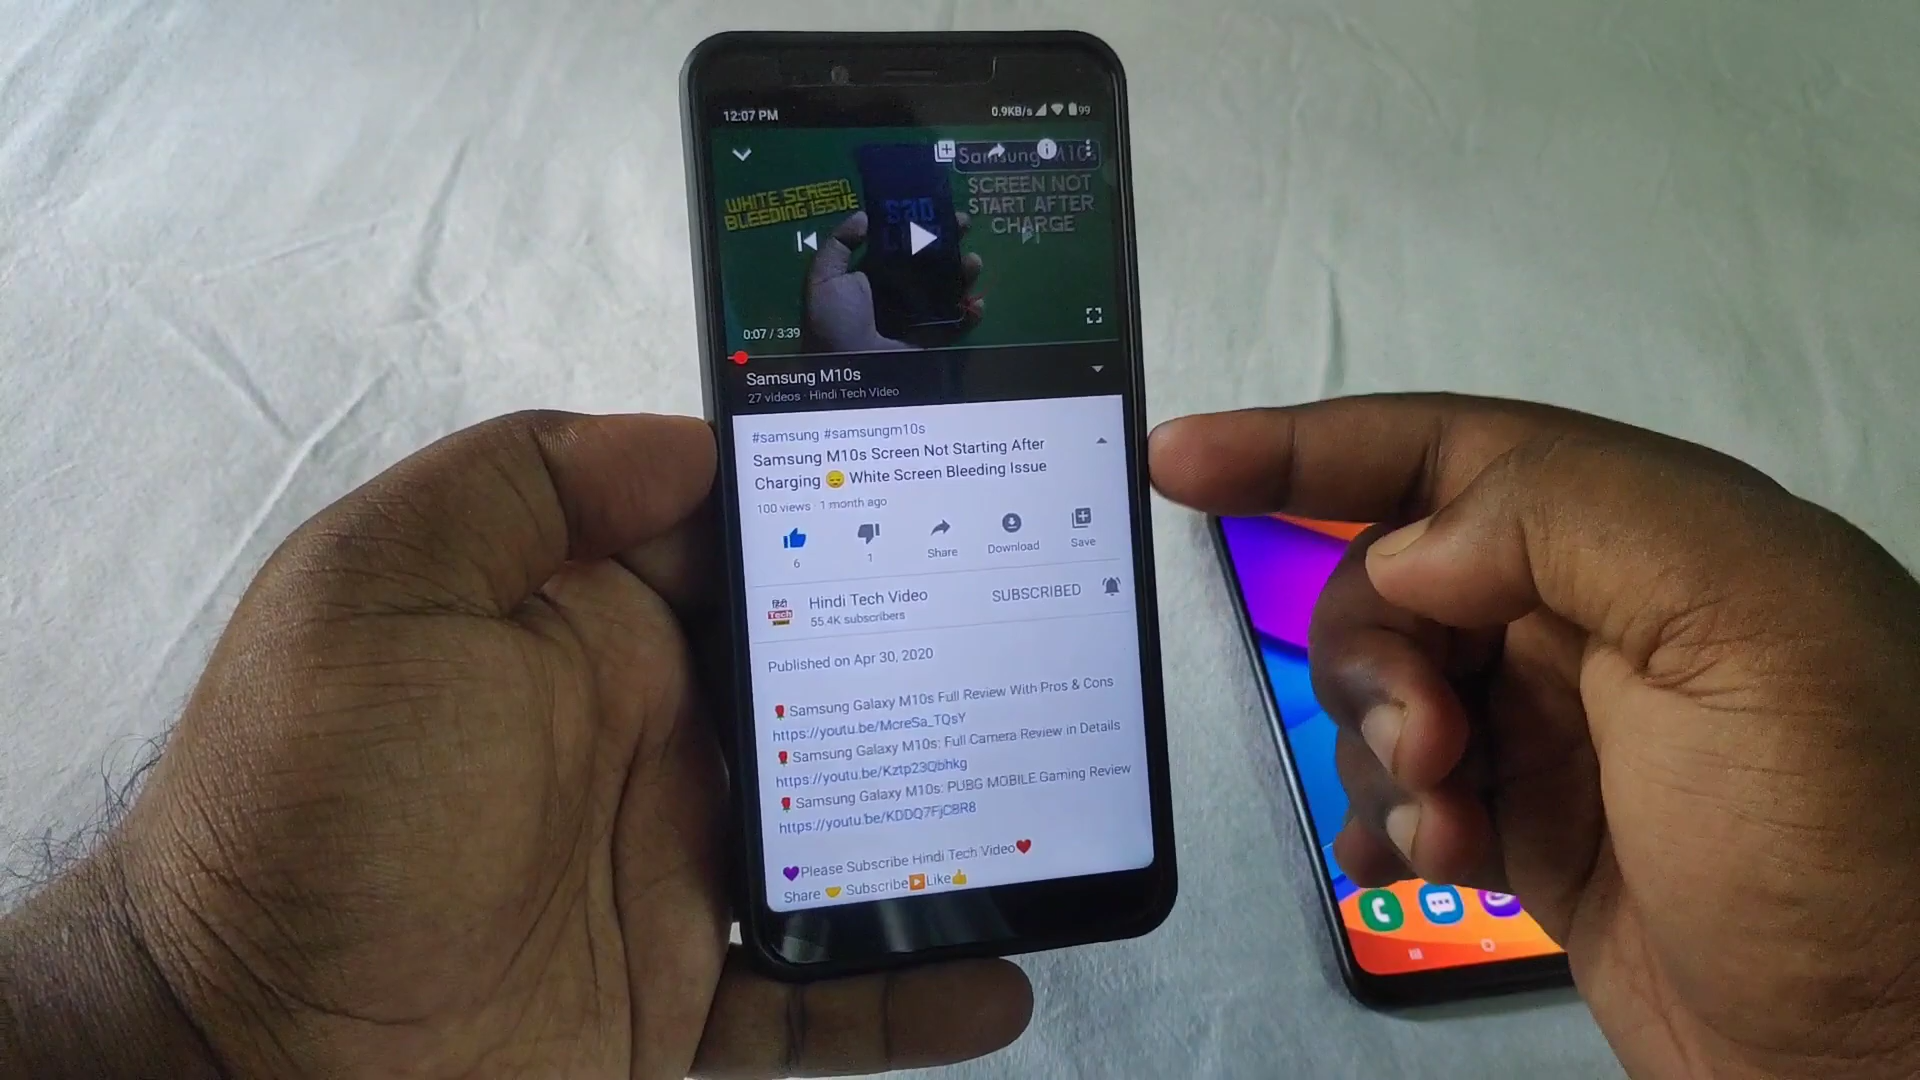 12:07 PM
0.9KB/s
99
Samsung M10s
WHITE SCREEN
BLEEDING ISSUE
SCREEN NOT
START AFTER
CHARGE
0:07 / 3:39
Samsung M10s
27 videos · Hindi Tech Video
#samsung #samsungm10s
Samsung M10s Screen Not Starting After
Charging 😔 White Screen Bleeding Issue
100 views · 1 month ago
6
1
Share
Download
Save
हिंदी
Tech
Hindi Tech Video
SUBSCRIBED
55.4K subscribers
Published on Apr 30, 2020
🌹Samsung Galaxy M10s Full Review With Pros & Cons
https://youtu.be/McreSa_TQsY
🌹Samsung Galaxy M10s: Full Camera Review in Details
https://youtu.be/Kztp23Qbhkg
🌹Samsung Galaxy M10s: PUBG MOBILE Gaming Review
https://youtu.be/KDDQ7FjCBR8
💜Please Subscribe Hindi Tech Video❤️
Share 🤝 Subscribe▶️Like👍